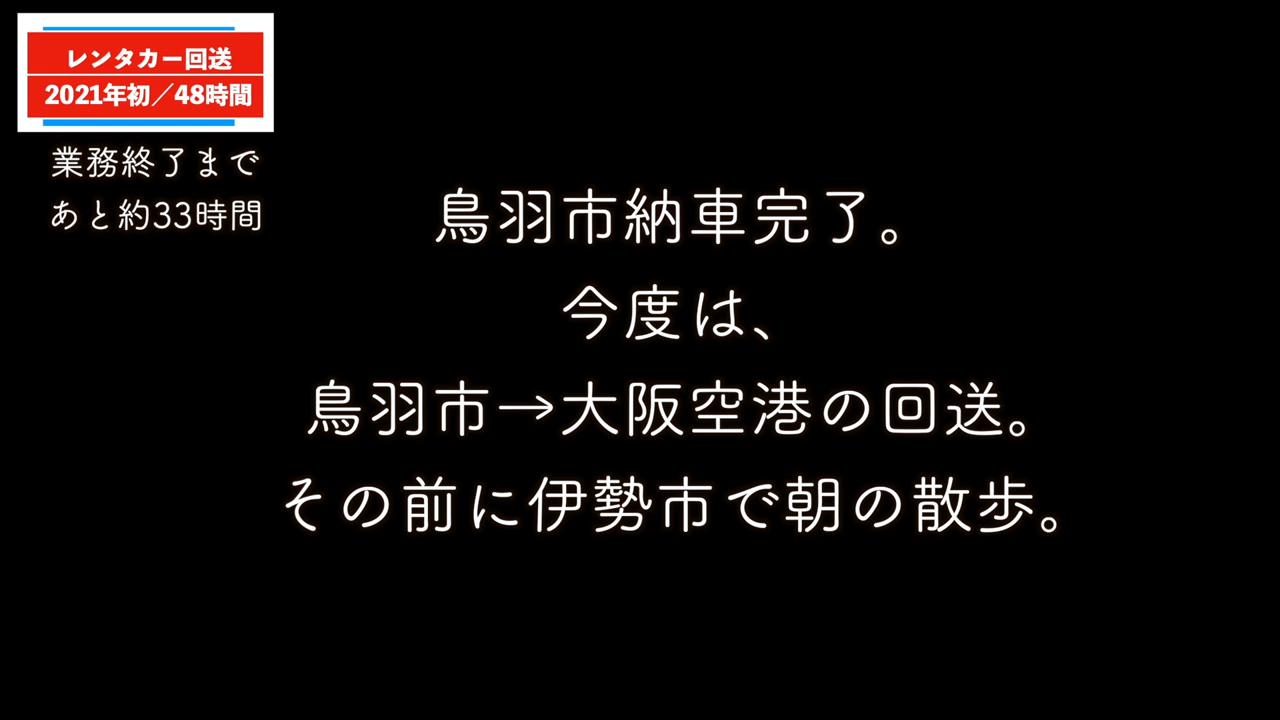 レンタカー回送
2021年初／48時間
業務終了まで
あと約33時間
鳥羽市納車完了。
今度は、
鳥羽市→大阪空港の回送。
その前に伊勢市で朝の散歩。